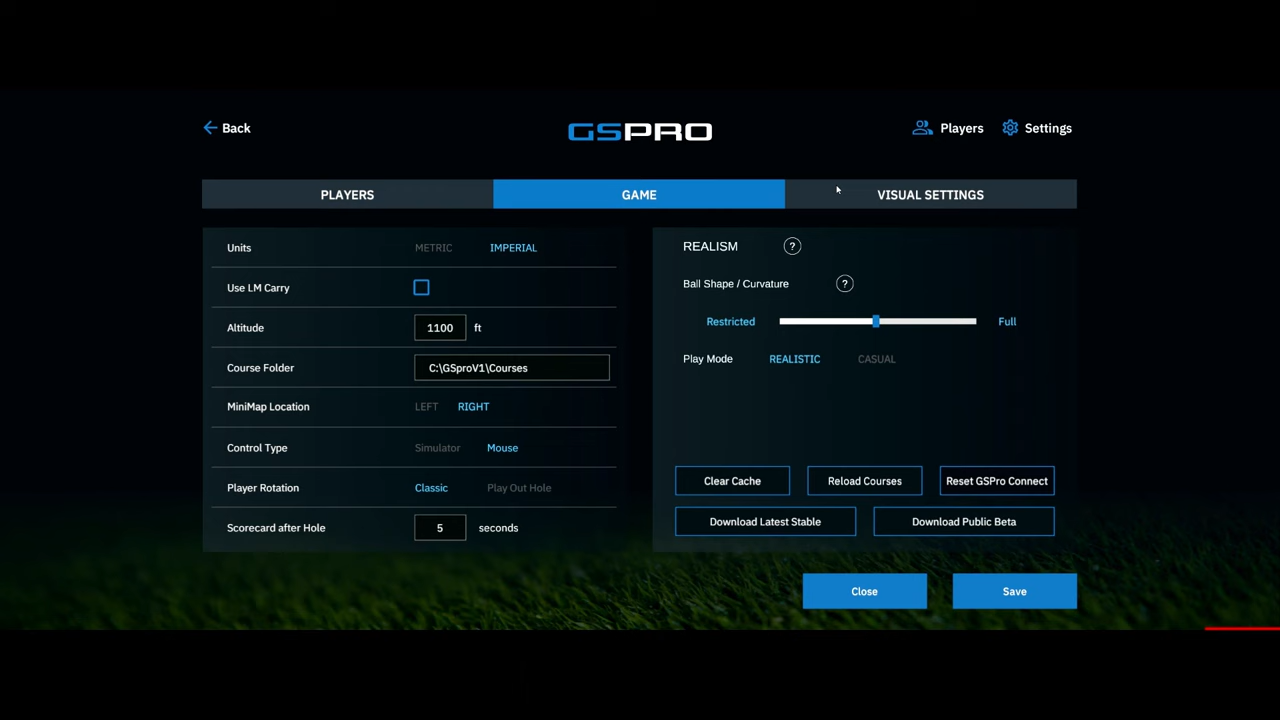 Back
GSPRO
Players
Settings
PLAYERS
GAME
VISUAL SETTINGS
Units METRIC IMPERIAL
Use LM Carry
Altitude 1100 ft
Course Folder C:\GSproV1\Courses
MiniMap Location LEFT RIGHT
Control Type Simulator Mouse
Player Rotation Classic Play Out Hole
Scorecard after Hole 5 seconds
REALISM ?
Ball Shape / Curvature ?
Restricted Full
Play Mode REALISTIC CASUAL
Clear Cache Reload Courses Reset GSPro Connect
Download Latest Stable Download Public Beta
Close Save